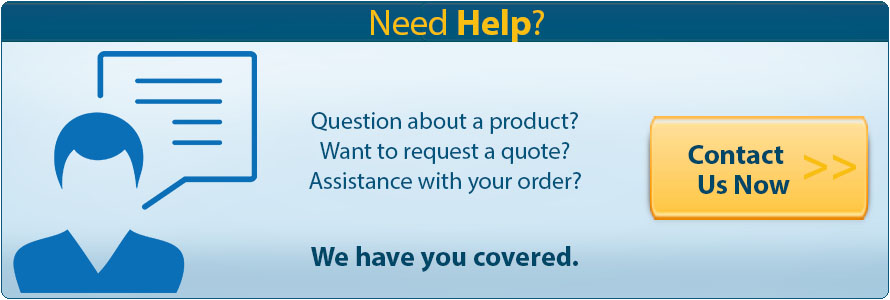 Need Help?
Question about a product?
Want to request a quote?
Assistance with your order?
We have you covered.
Contact
Us Now >>